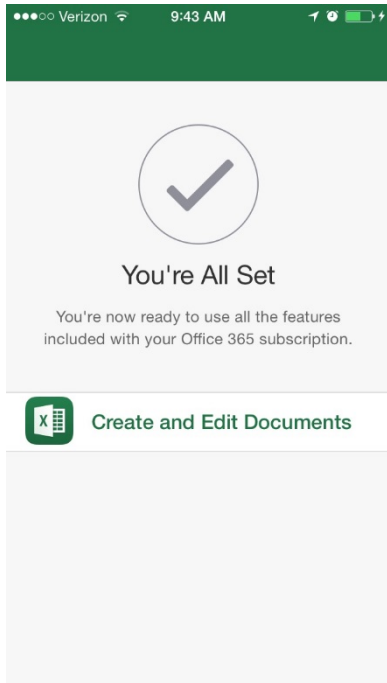 Verizon 9:43 AM
You're All Set
You're now ready to use all the features
included with your Office 365 subscription.
X Create and Edit Documents